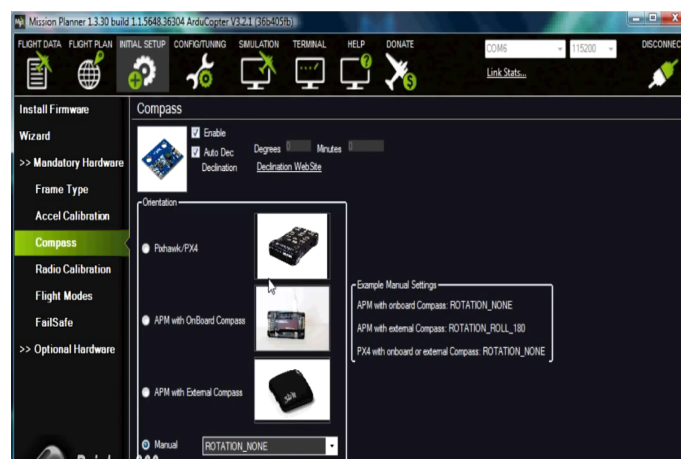 Mission Planner 1.3.30 build 1.1.5648.36304 ArduCopter V3.2.1 (36b405fb)
FLIGHT DATA FLIGHT PLAN INITIAL SETUP CONFIG/TUNING SIMULATION TERMINAL HELP DONATE COM6 115200 DISCONNEC
Link Stats...
Install Firmware
Compass
Wizard
Enable
>> Mandatory Hardware
Auto Dec Degrees 0 Minutes 0
Declination Declination WebSite
Frame Type
Orientation
Accel Calibration
Compass
Pixhawk/PX4
Radio Calibration
Flight Modes
Example Manual Settings
APM with onboard Compass: ROTATION_NONE
FailSafe
APM with OnBoard Compass
APM with external Compass: ROTATION_ROLL_180
>> Optional Hardware
PX4 with onboard or external Compass: ROTATION_NONE
APM with External Compass
Manual ROTATION_NONE